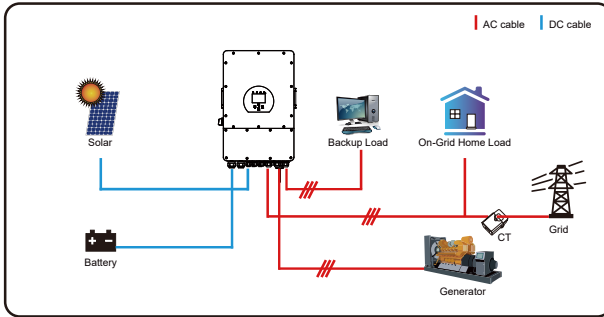 AC cable
DC cable
Solar
Backup Load
On-Grid Home Load
Battery
CT
Grid
Generator